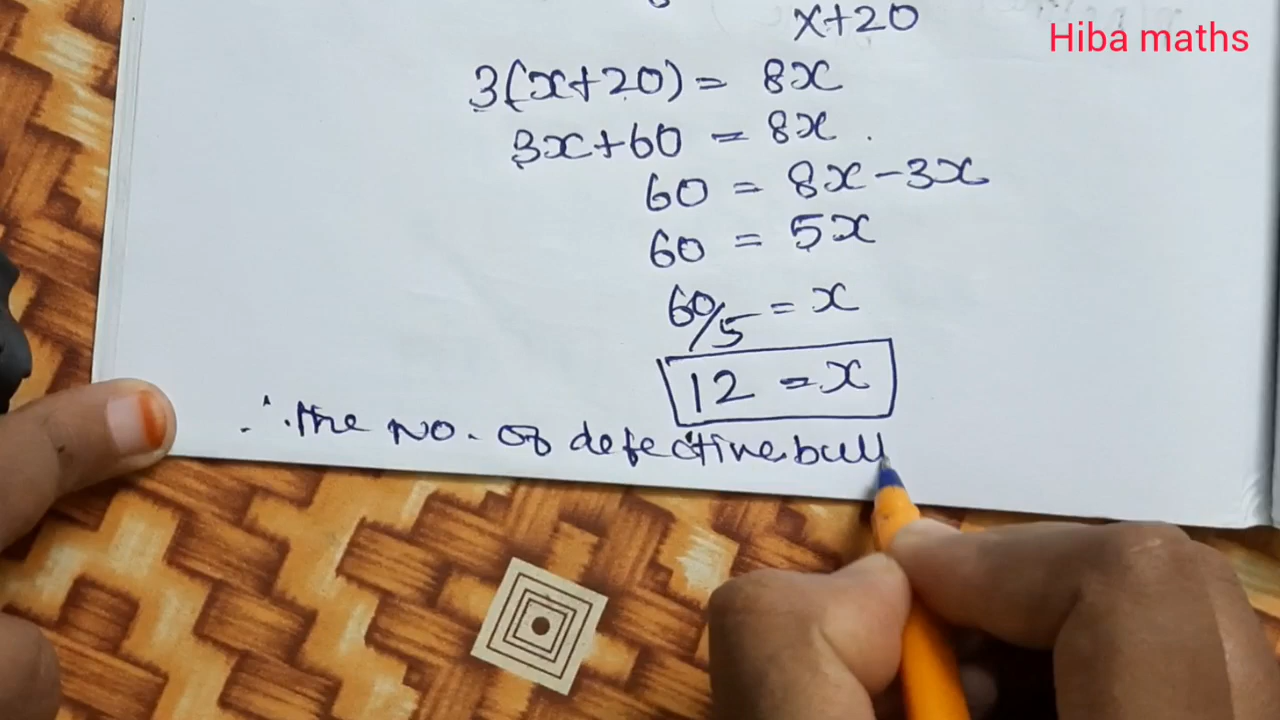 x+20
Hiba maths
3(x+20) = 8x
3x+60 = 8x
60 = 8x-3x
60 = 5x
60/5 = x
12 = x
∴ the no. of defective bul